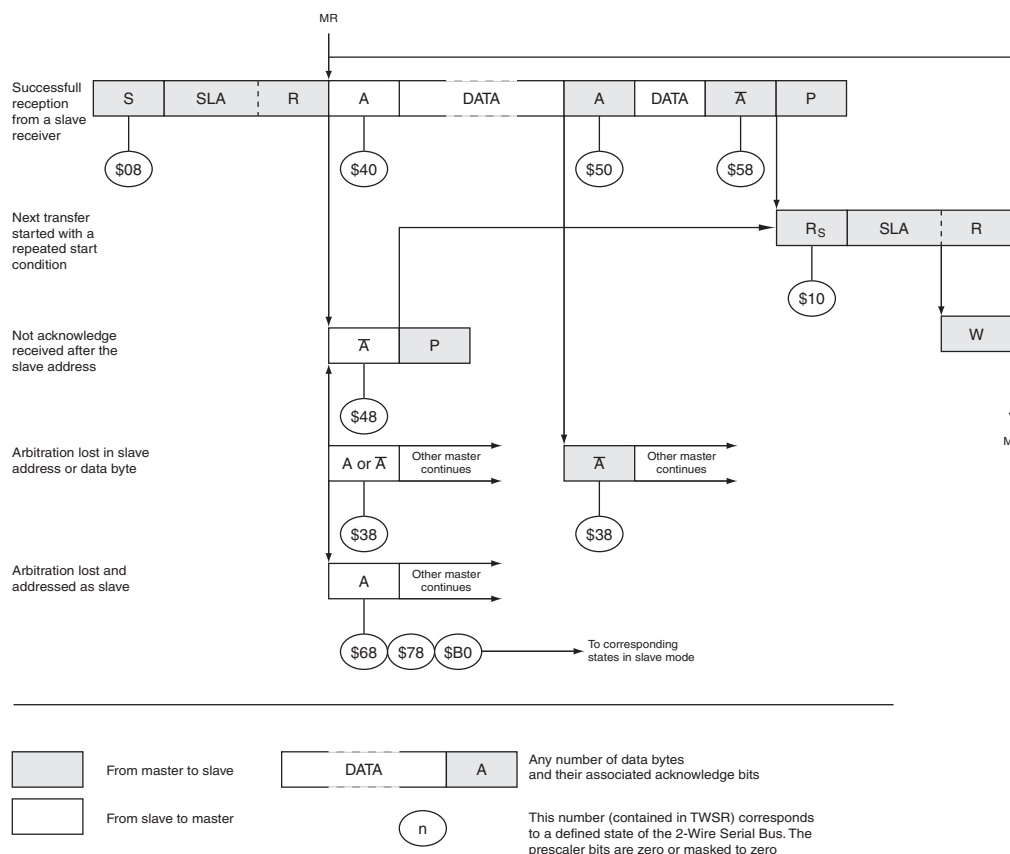 MR
Successfull
reception
from a slave
receiver
S SLA R A DATA A DATA A̅ P
$08 $40 $50 $58
Next transfer
started with a
repeated start
condition
RS SLA R
$10
Not acknowledge
received after the
slave address
A̅ P
W
$48
M
Arbitration lost in slave
address or data byte
A or A̅ Other master
continues
A̅ Other master
continues
$38 $38
Arbitration lost and
addressed as slave
A Other master
continues
$68 $78 $B0 To corresponding
states in slave mode
From master to slave
DATA A Any number of data bytes
and their associated acknowledge bits
From slave to master
n This number (contained in TWSR) corresponds
to a defined state of the 2-Wire Serial Bus. The
prescaler bits are zero or masked to zero